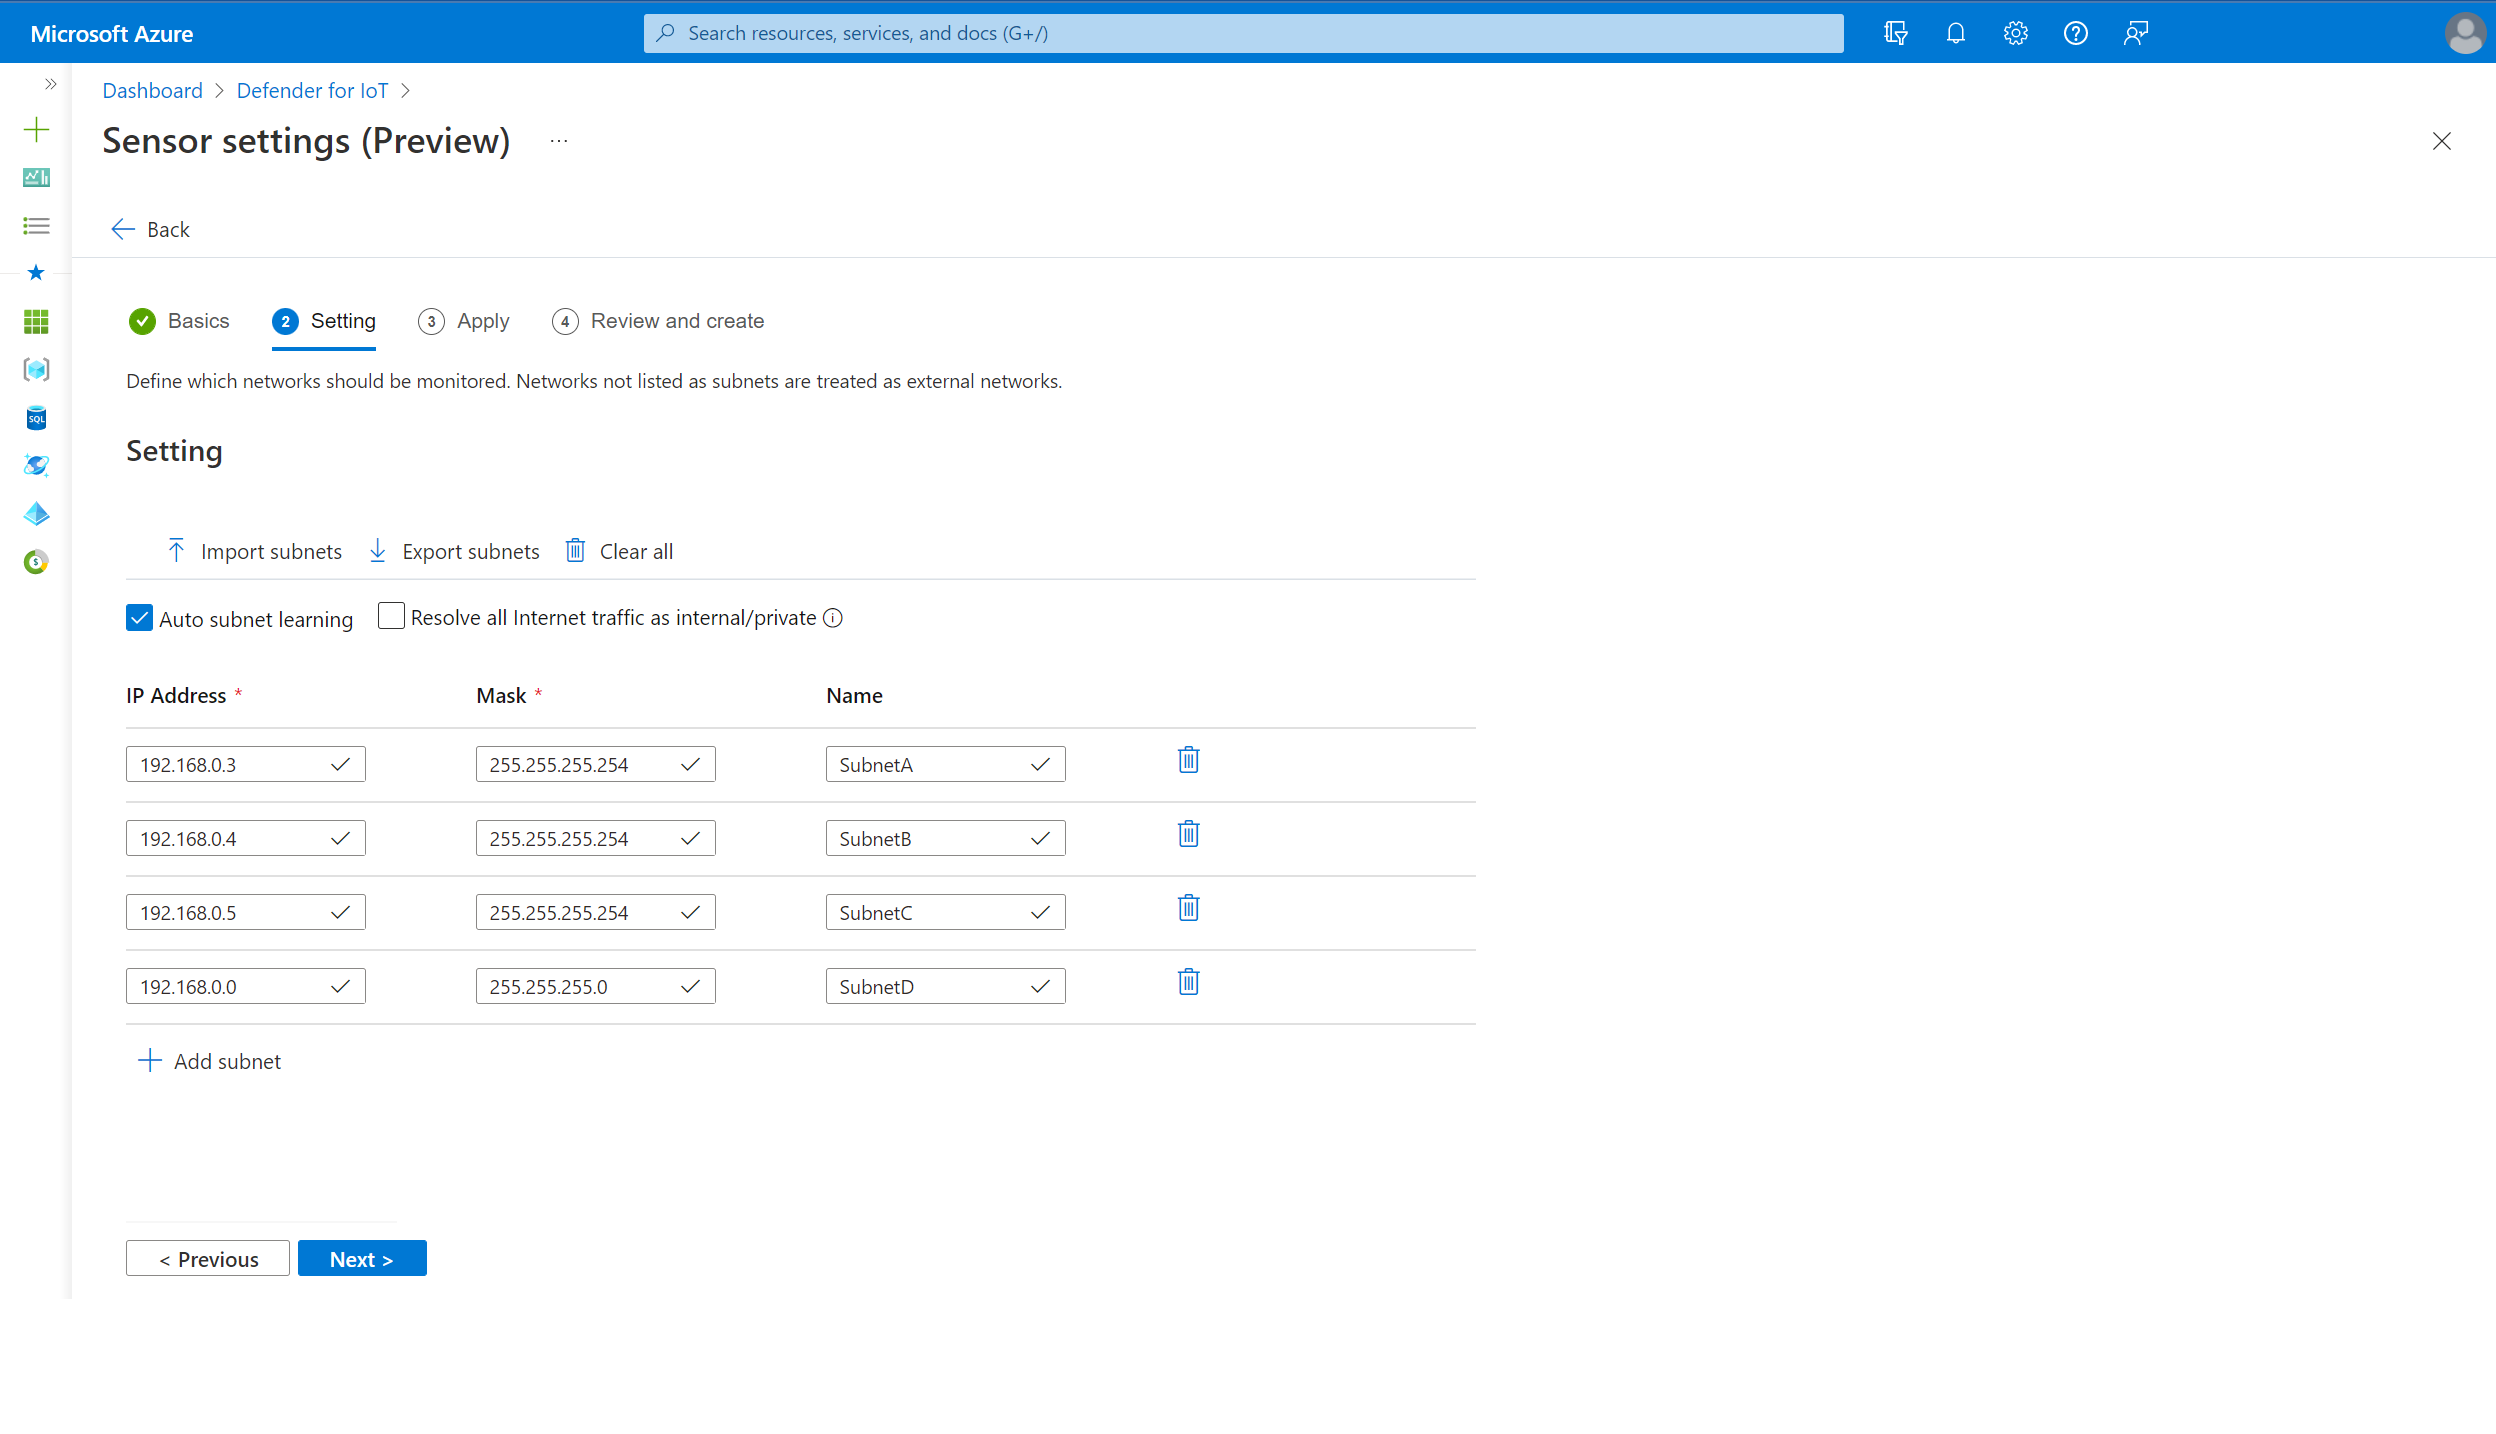 Microsoft Azure
Search resources, services, and docs (G+/)
Dashboard > Defender for IoT >
Sensor settings (Preview) ...
Back
Basics 2 Setting 3 Apply 4 Review and create
Define which networks should be monitored. Networks not listed as subnets are treated as external networks.
SQL
Setting
Import subnets Export subnets Clear all
$
Auto subnet learning Resolve all Internet traffic as internal/private
IP Address * Mask * Name
192.168.0.3 255.255.255.254 SubnetA
192.168.0.4 255.255.255.254 SubnetB
192.168.0.5 255.255.255.254 SubnetC
192.168.0.0 255.255.255.0 SubnetD
Add subnet
< Previous Next >